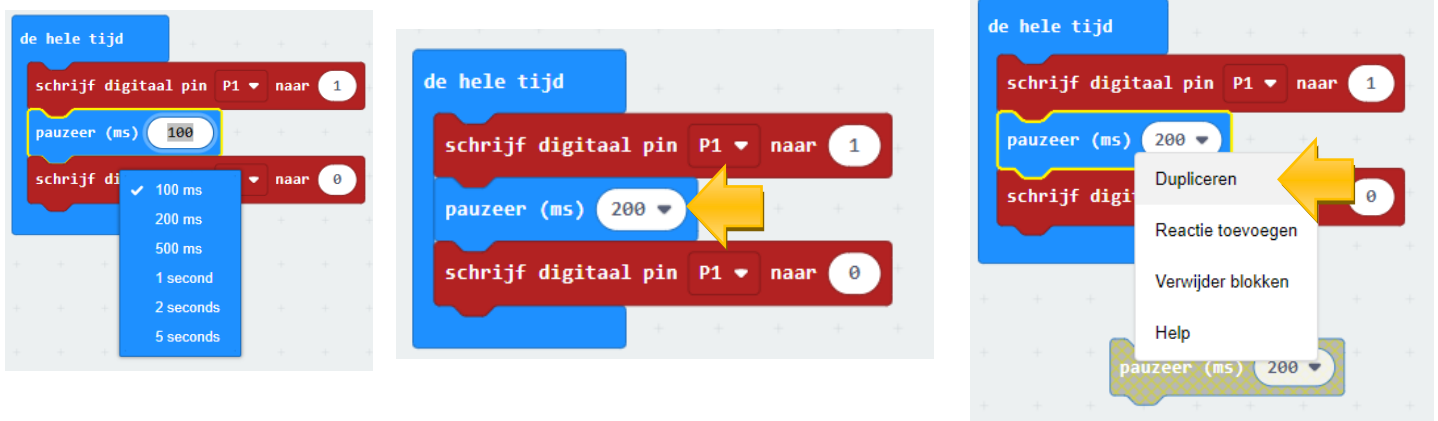 de hele tijd
schrijf digitaal pin P1 naar 1
pauzeer (ms) 100
schrijf di naar 0
100 ms
200 ms
500 ms
1 second
2 seconds
5 seconds
de hele tijd
schrijf digitaal pin P1 naar 1
pauzeer (ms) 200
schrijf digitaal pin P1 naar 0
de hele tijd
schrijf digitaal pin P1 naar 1
pauzeer (ms) 200
schrijf digi 0
Dupliceren
Reactie toevoegen
Verwijder blokken
Help
pauzeer (ms) 200